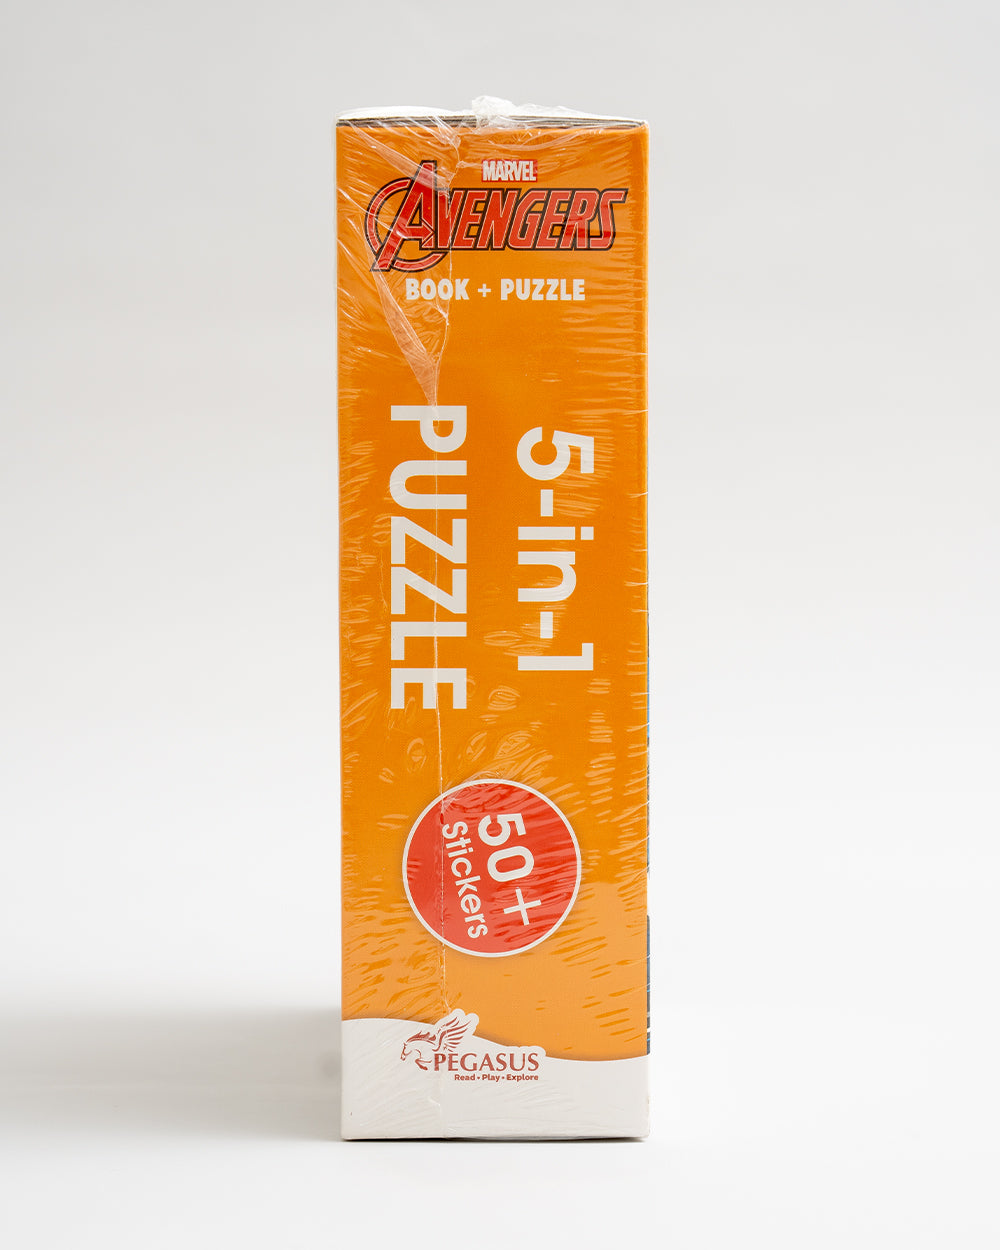 MARVEL
AVENGERS
BOOK + PUZZLE
5-in-1
PUZZLE
50+
Stickers
PEGASUS
Read • Play • Explore